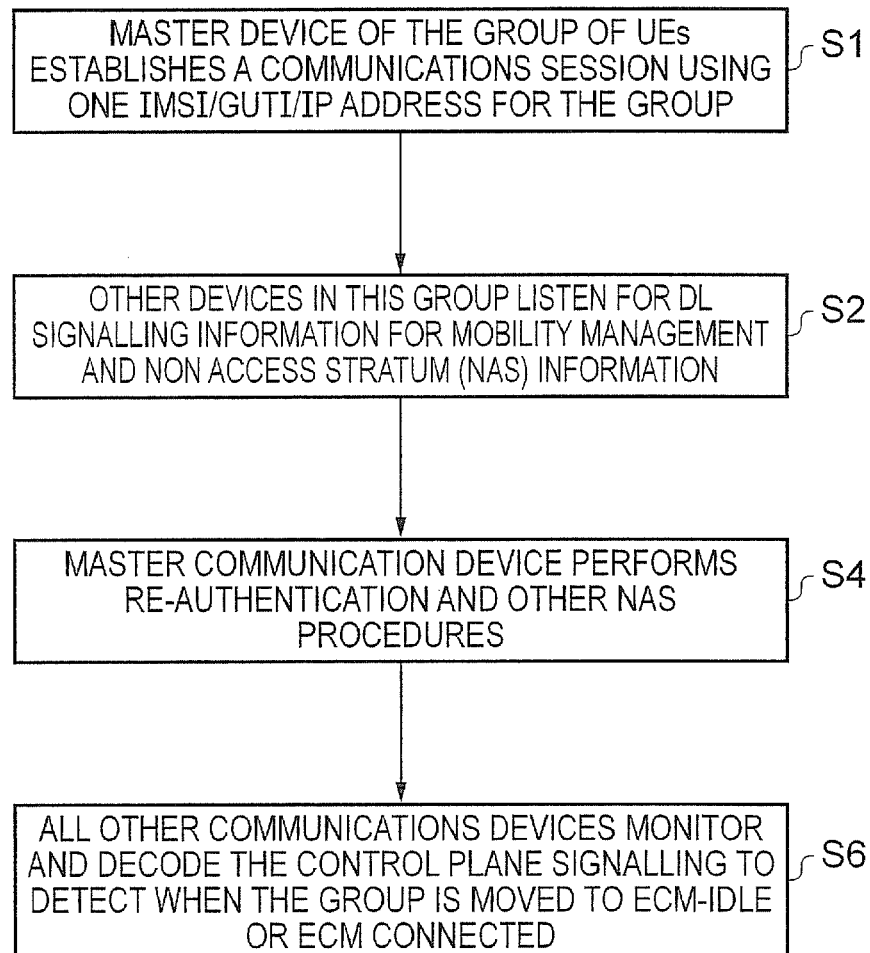 MASTER DEVICE OF THE GROUP OF UEs
ESTABLISHES A COMMUNICATIONS SESSION USING
ONE IMSI/GUTI/IP ADDRESS FOR THE GROUP
S1
OTHER DEVICES IN THIS GROUP LISTEN FOR DL
SIGNALLING INFORMATION FOR MOBILITY MANAGEMENT
AND NON ACCESS STRATUM (NAS) INFORMATION
S2
MASTER COMMUNICATION DEVICE PERFORMS
RE-AUTHENTICATION AND OTHER NAS
PROCEDURES
S4
ALL OTHER COMMUNICATIONS DEVICES MONITOR
AND DECODE THE CONTROL PLANE SIGNALLING TO
DETECT WHEN THE GROUP IS MOVED TO ECM-IDLE
OR ECM CONNECTED
S6